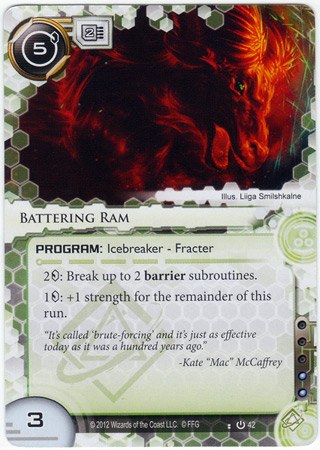 5
2
Illus. Liiga Smilshkalne
BATTERING RAM
PROGRAM: Icebreaker - Fracter
2: Break up to 2 barrier subroutines.
1: +1 strength for the remainder of this
run.
“It’s called ‘brute-forcing’ and it’s just as effective
today as it was a hundred years ago.”
-Kate “Mac” McCaffrey
3
© 2012 Wizards of the Coast LLC. © FFG
42